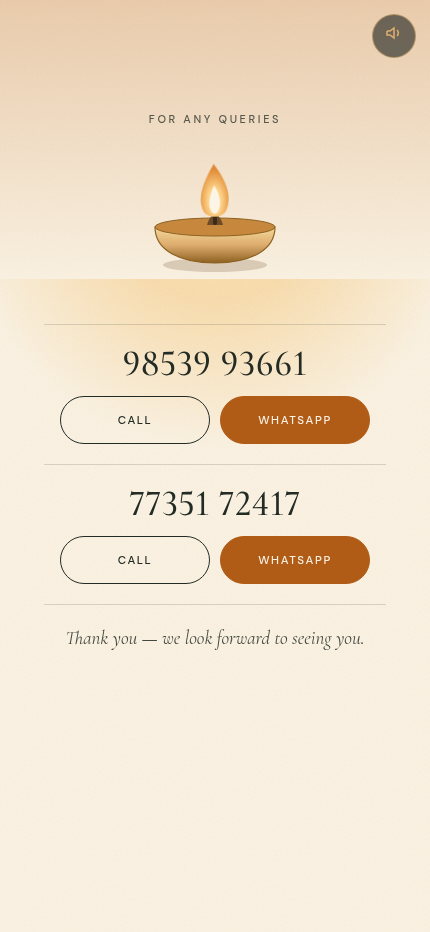 FOR ANY QUERIES
98539 93661
CALL WHATSAPP
77351 72417
CALL WHATSAPP
Thank you — we look forward to seeing you.